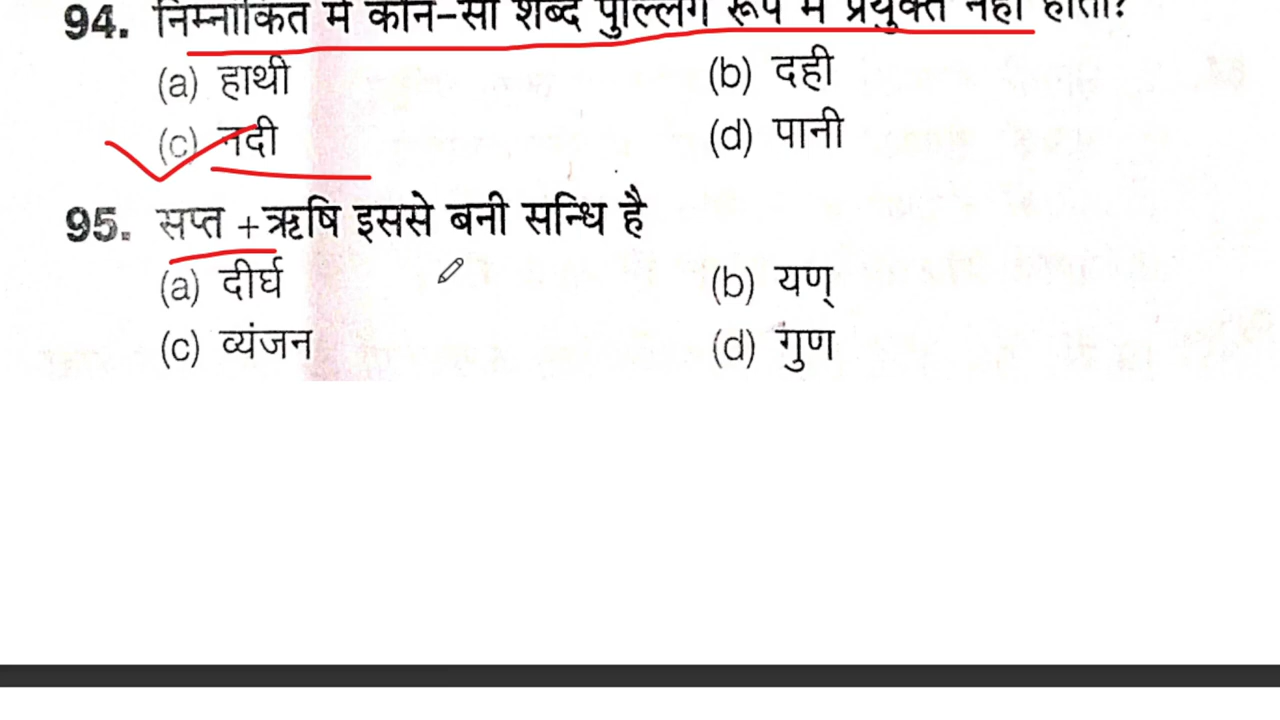 94. निम्नांकित में कौन-सा शब्द पुल्लिंग रूप में प्रयुक्त नहीं होता?
(a) हाथी (b) दही
(c) नदी (d) पानी
95. सप्त + ऋषि इससे बनी सन्धि है
(a) दीर्घ (b) यण्
(c) व्यंजन (d) गुण